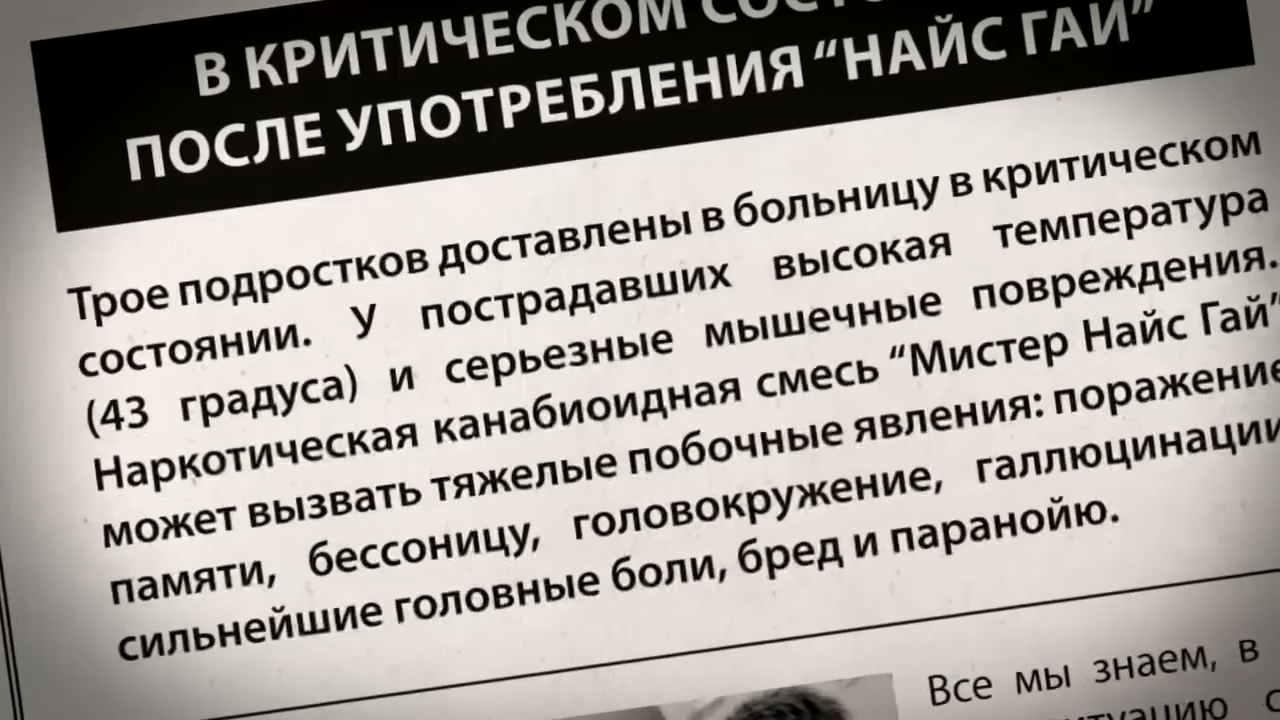 В КРИТИЧЕСКОМ
ПОСЛЕ УПОТРЕБЛЕНИЯ “НАЙС ГАЙ”
Трое подростков доставлены в больницу в критическом
состоянии. У пострадавших высокая температура
(43 градуса) и серьезные мышечные повреждения.
Наркотическая канабиоидная смесь “Мистер Найс Гай”
может вызвать тяжелые побочные явления: поражение
памяти, бессоницу, головокружение, галлюцинации
сильнейшие головные боли, бред и паранойю.
Все мы знаем, в